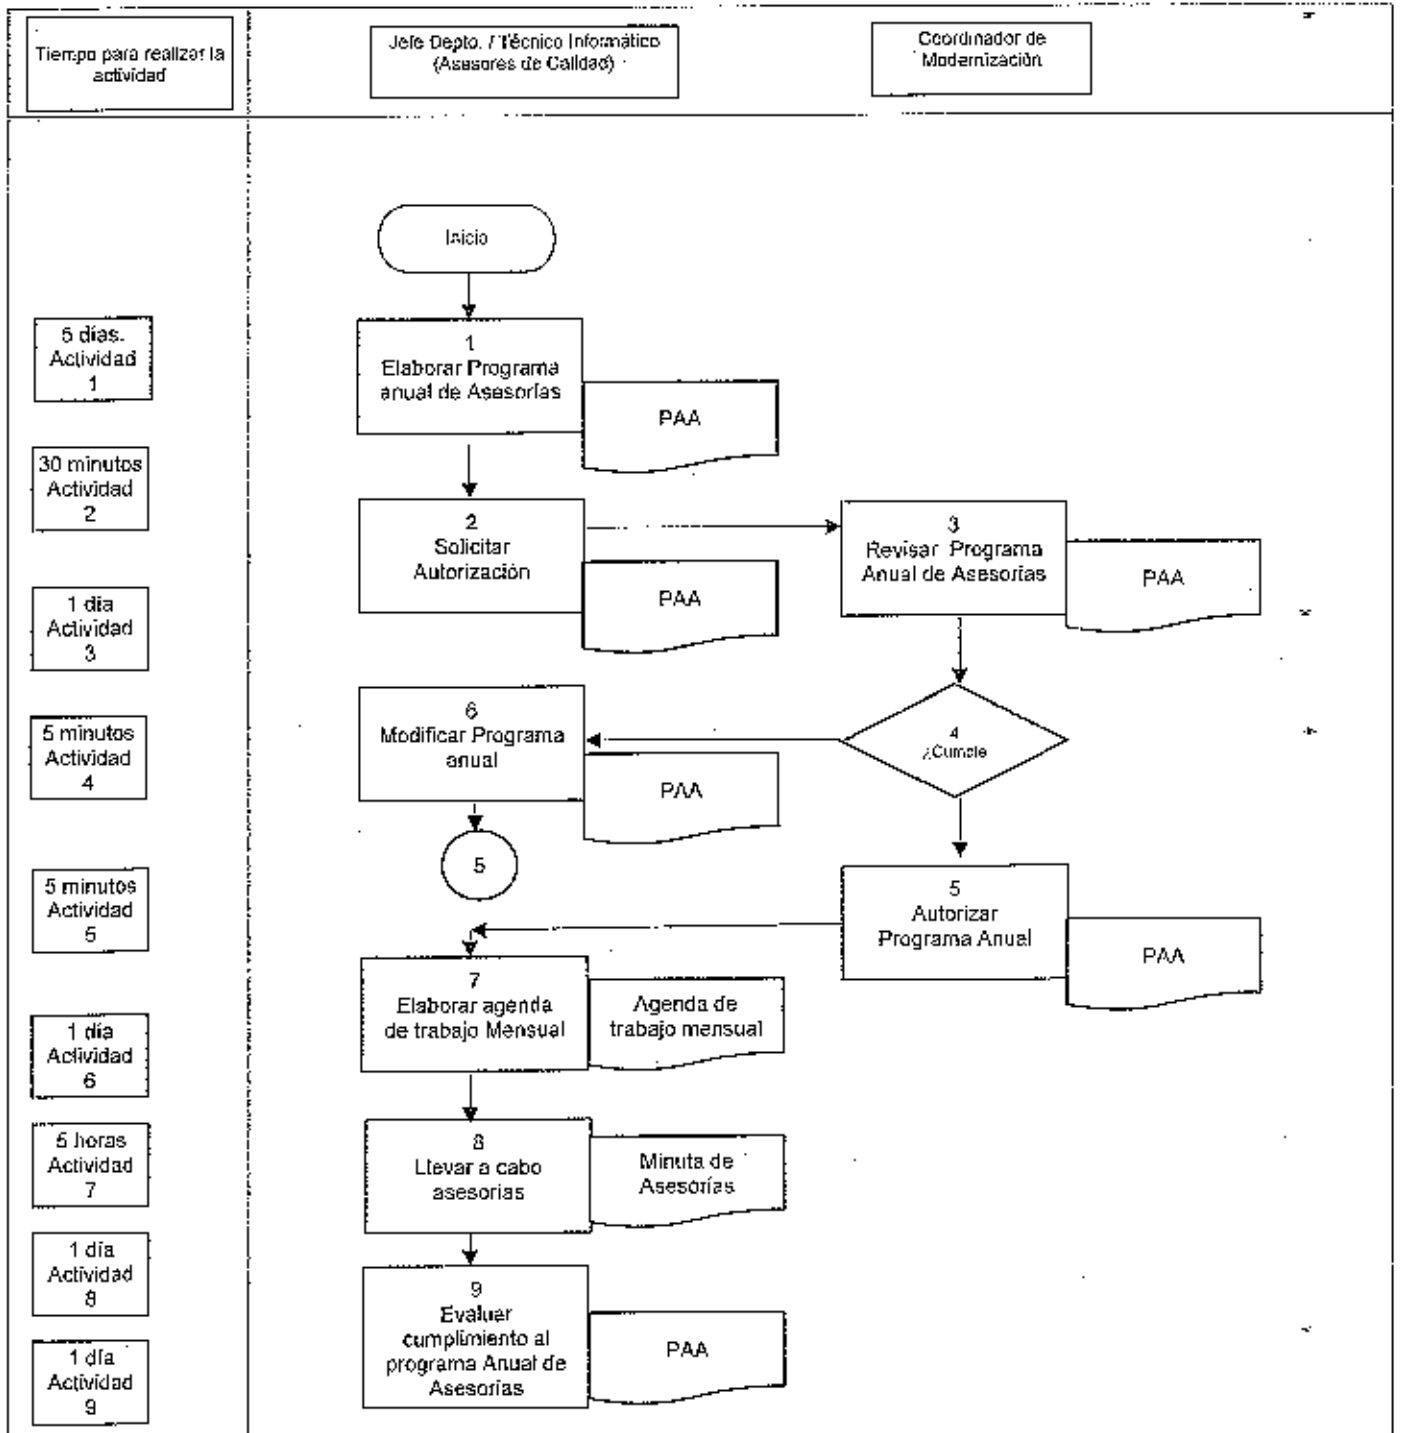 Tiempo para realizar la
actividad
Jefe Depto. / Técnico Informático
(Asesores de Calidad)
Coordinador de
Modernización
Inicio
5 días.
Actividad
1
1
Elaborar Programa
anual de Asesorías
PAA
30 minutos
Actividad
2
2
Solicitar
Autorización
PAA
3
Revisar Programa
Anual de Asesorías
PAA
1 día
Actividad
3
6
Modificar Programa
anual
PAA
4
¿Cumple
5 minutos
Actividad
4
5
5 minutos
Actividad
5
5
Autorizar
Programa Anual
PAA
7
Elaborar agenda
de trabajo Mensual
Agenda de
trabajo mensual
1 día
Actividad
6
8
Llevar a cabo
asesorias
Minuta de
Asesorías
5 horas
Actividad
7
1 día
Actividad
8
9
Evaluar
cumplimiento al
programa Anual de
Asesorías
PAA
1 día
Actividad
9